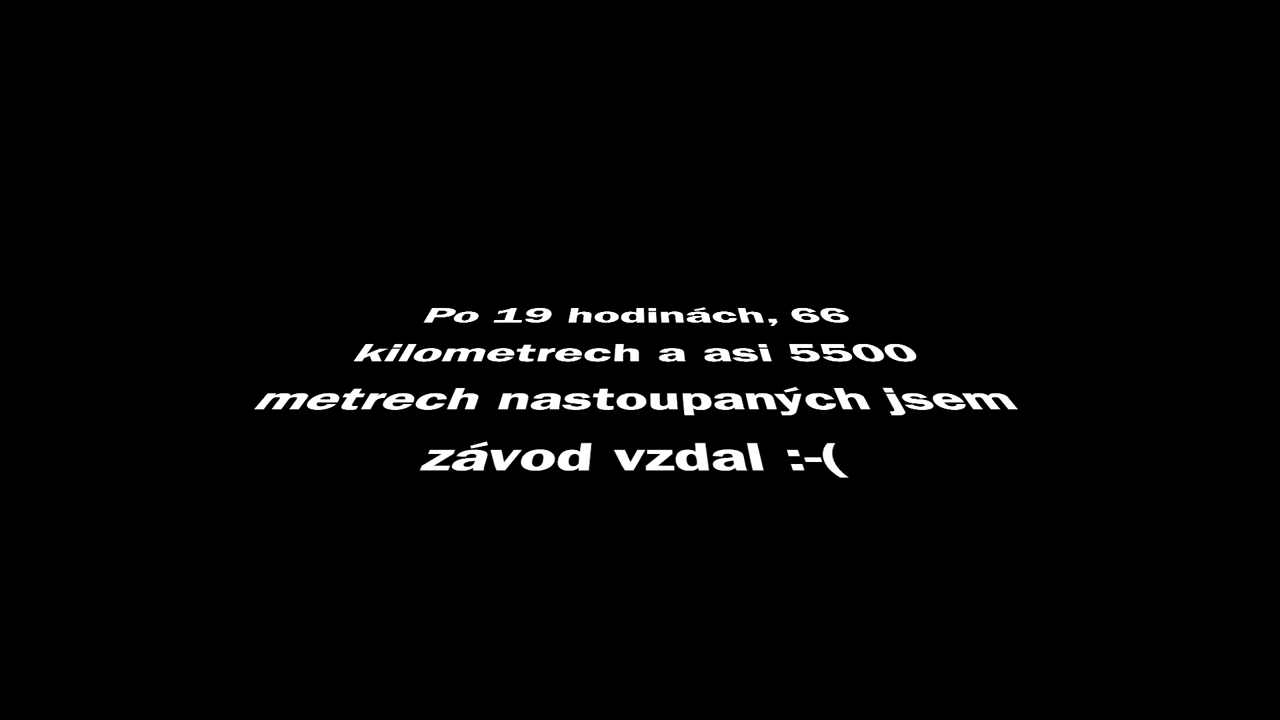 Po 19 hodinách, 66
kilometrech a asi 5500
metrech nastoupaných jsem
závod vzdal :-(